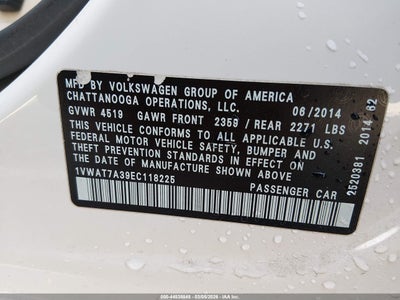 MFD BY VOLKSWAGEN GROUP OF AMERICA
CHATTANOOGA OPERATIONS, LLC. 06/2014
GVWR 4519 GAWR FRONT 2359 / REAR 2271 LBS
THIS VEHICLE CONFORMS TO ALL APPLICABLE U.S.
FEDERAL MOTOR VEHICLE SAFETY, BUMPER, AND
THEFT PREVENTION STANDARDS IN EFFECT ON THE
DATE OF MANUFACTURE SHOWN ABOVE
1VWAT7A39EC118225 PASSENGER CAR
2520381 2014 62